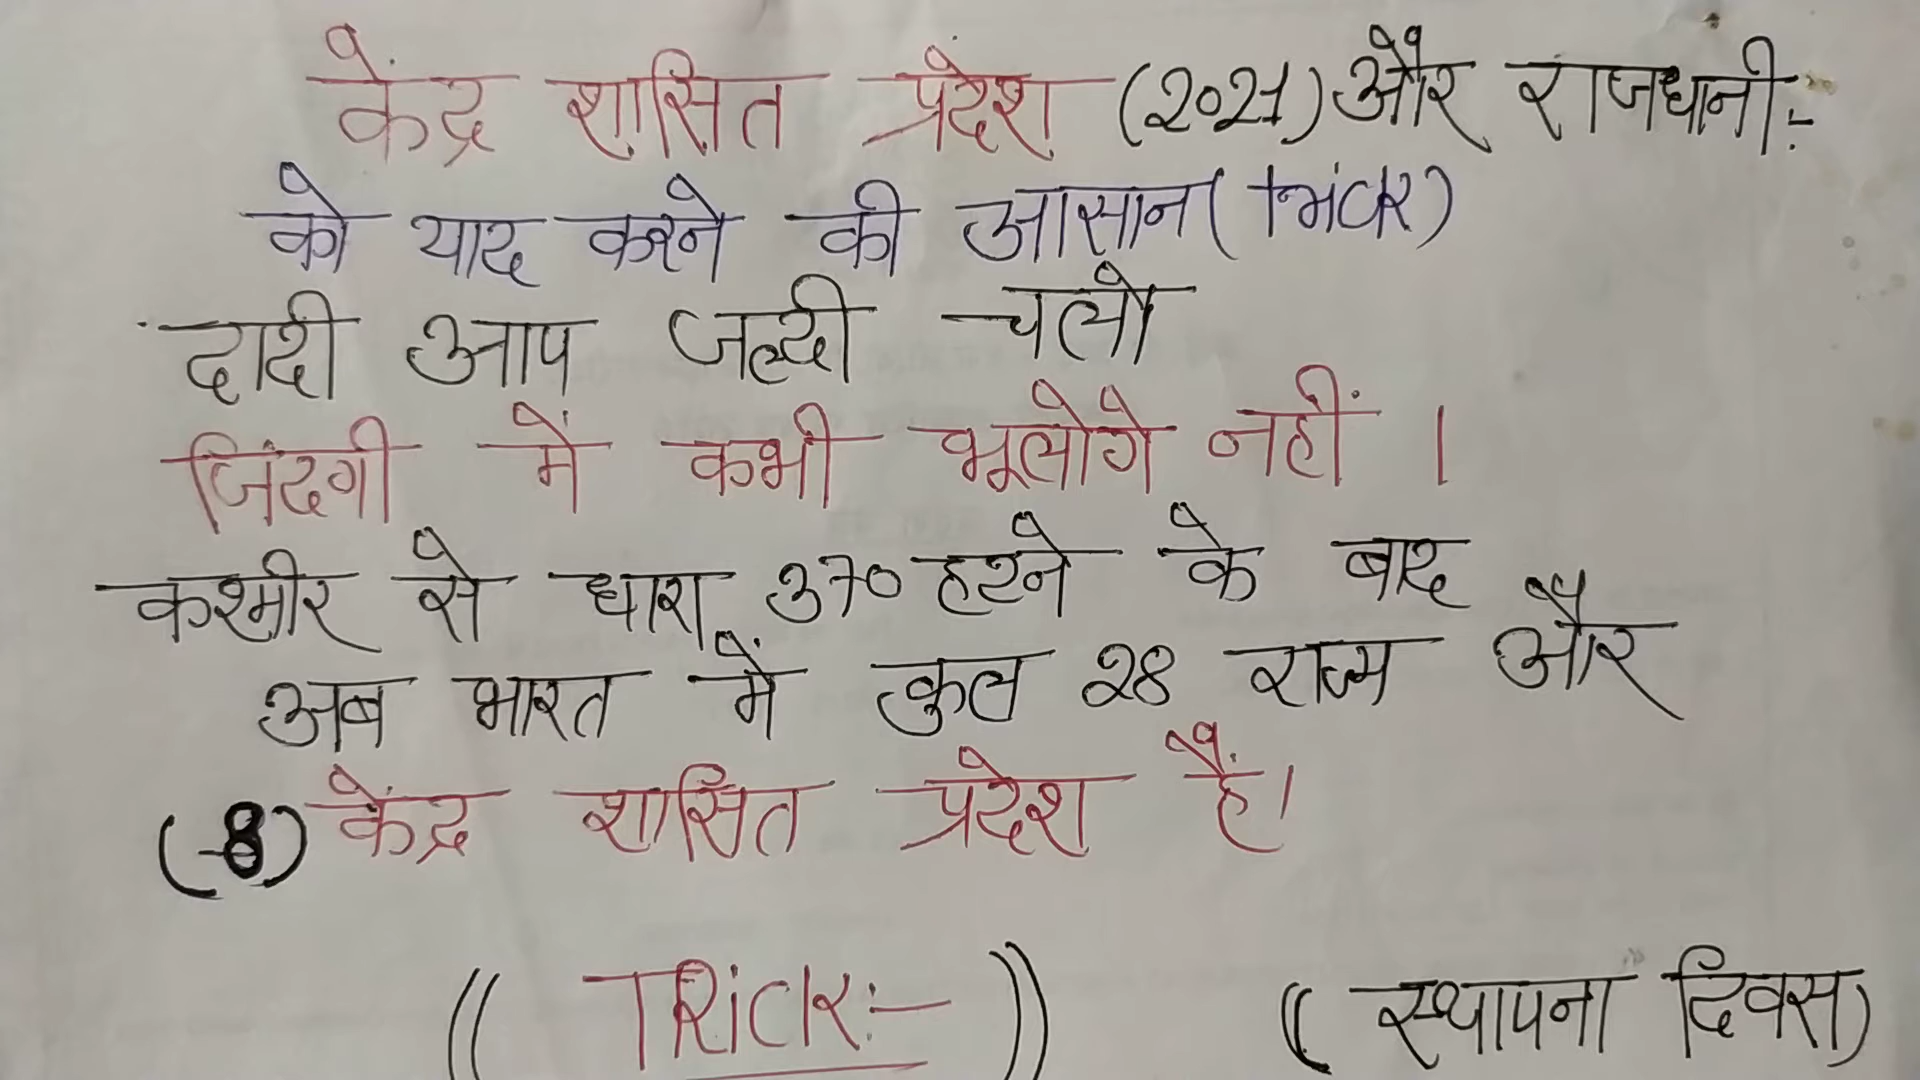 केंद्र शासित प्रदेश (2021) और राजधानी:-
को याद करने की आसान (trick)
दादी आप जल्दी चलो
जिंदगी में कभी भूलोगे नहीं ।
कश्मीर से धारा 370 हटने के बाद
अब भारत में कुल 28 राज्य और
(8) केंद्र शासित प्रदेश हैं।
(( TRiCK:- )) (( स्थापना दिवस)